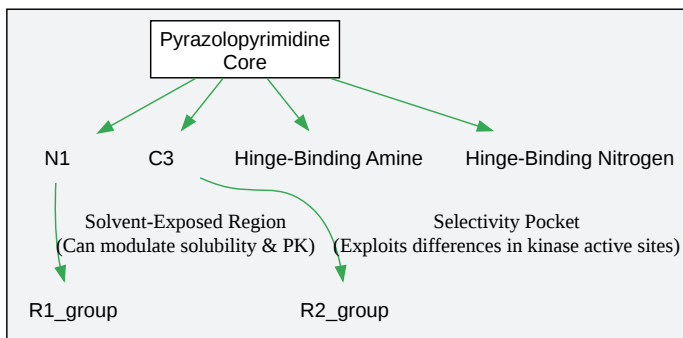 Pyrazolopyrimidine
Core
N1
C3
Hinge-Binding Amine
Hinge-Binding Nitrogen
Solvent-Exposed Region
(Can modulate solubility & PK)
Selectivity Pocket
(Exploits differences in kinase active sites)
R1_group
R2_group